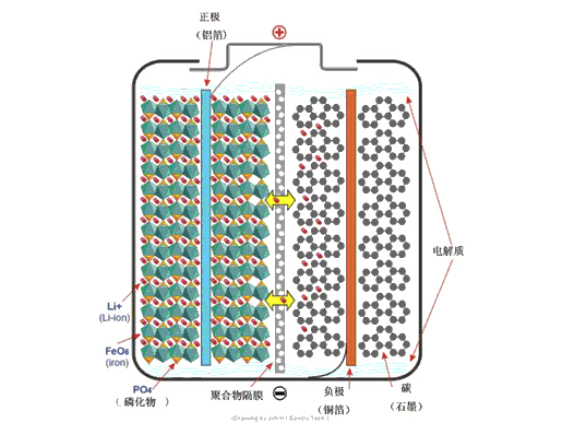 正极
（铝箔）
电解质
Li+
(Li-ion)
FeO6
(iron)
PO4
（磷化物）
聚合物隔膜
负极
（铜箔）
碳
（石墨）